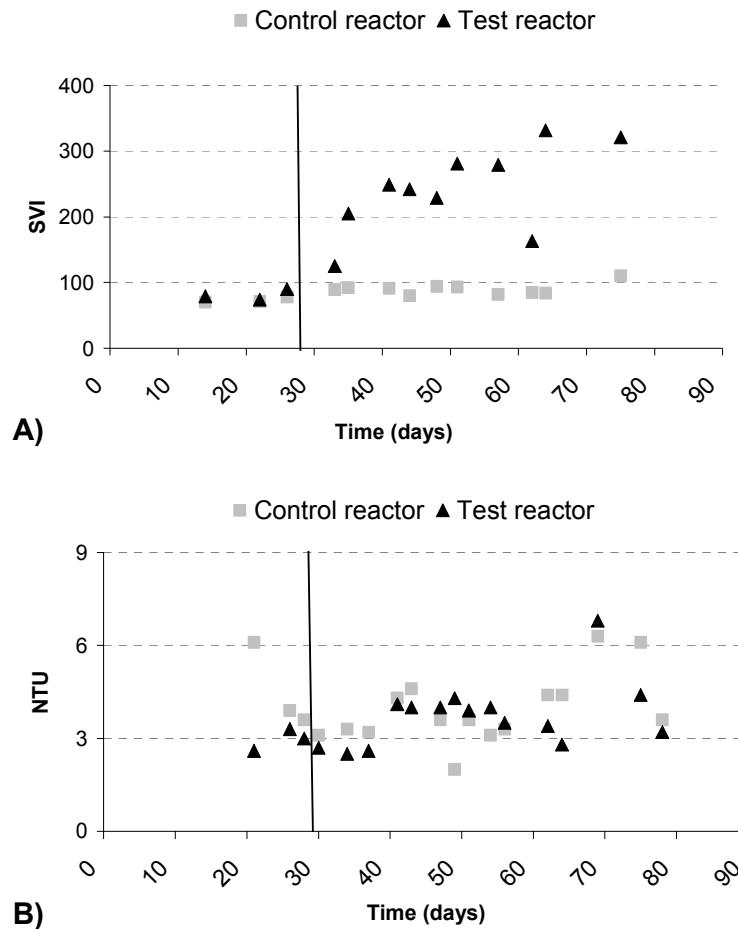 Control reactor Test reactor
400
300
200
100
0
SVI
0 10 20 30 40 50 60 70 80 90
Time (days)
A)
Control reactor Test reactor
9
6
3
0
NTU
0 10 20 30 40 50 60 70 80 90
Time (days)
B)